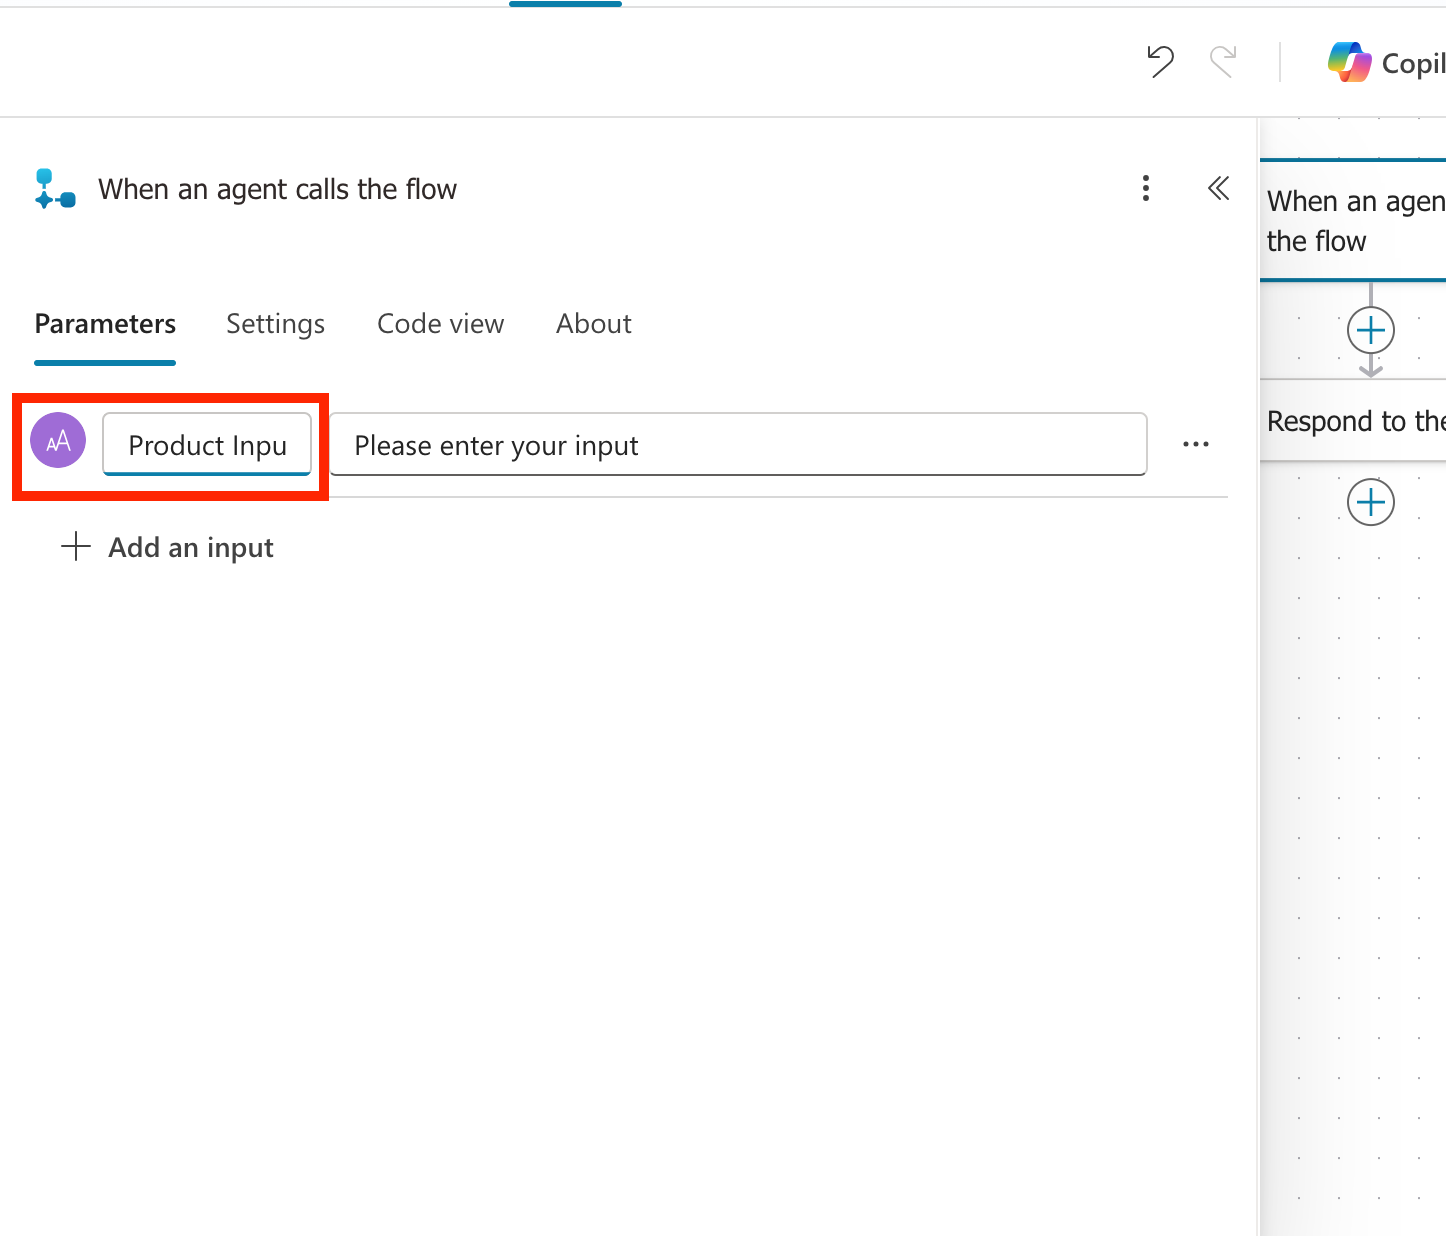 Copil
When an agent calls the flow
Parameters Settings Code view About
AA Product Inpu Please enter your input
Add an input
When an agen
the flow
Respond to the